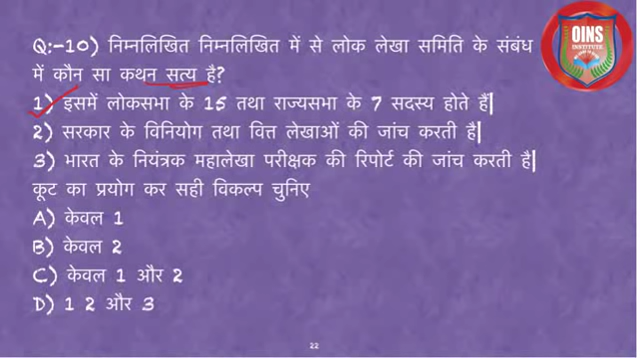 Q:-10) निम्नलिखित निम्नलिखित में से लोक लेखा समिति के संबंध
में कौन सा कथन सत्य है?
1) इसमें लोकसभा के 15 तथा राज्यसभा के 7 सदस्य होते हैं|
2) सरकार के विनियोग तथा वित्त लेखाओं की जांच करती है|
3) भारत के नियंत्रक महालेखा परीक्षक की रिपोर्ट की जांच करती है|
कूट का प्रयोग कर सही विकल्प चुनिए
A) केवल 1
B) केवल 2
C) केवल 1 और 2
D) 1 2 और 3
22
OINS
INSTITUTE